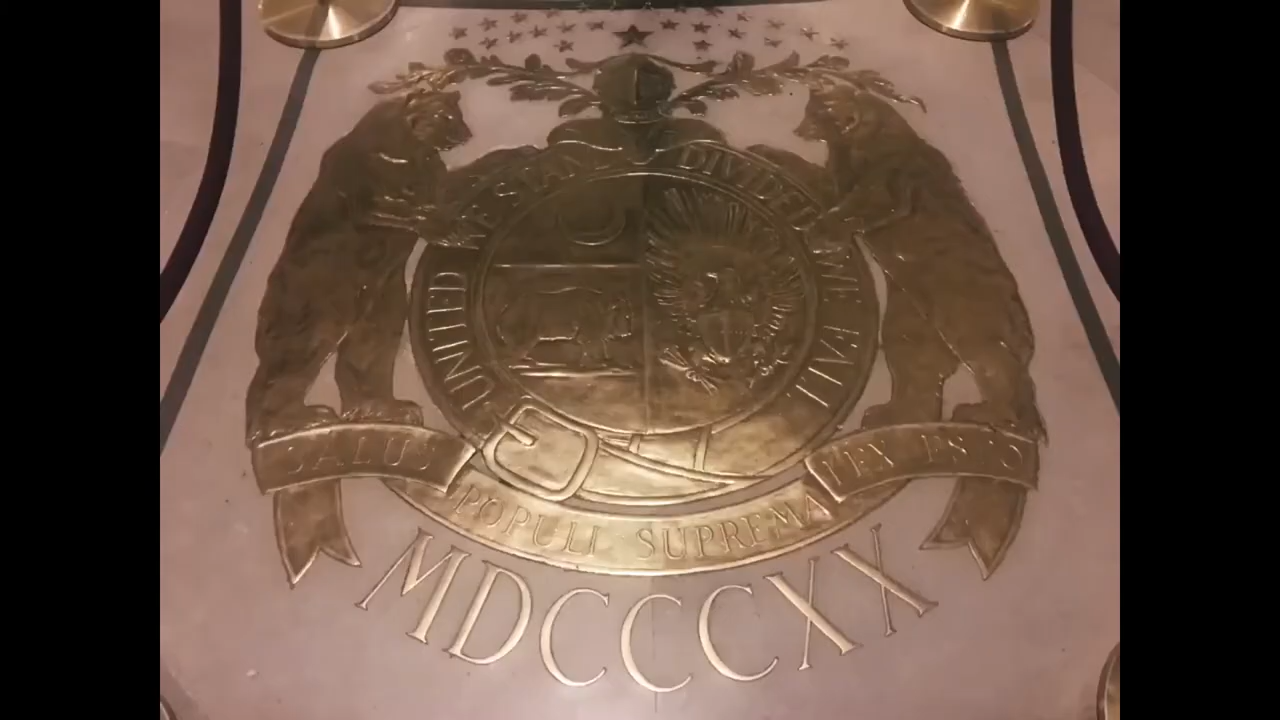 UNITED WE STAND DIVIDED WE FALL
SALUS POPULI SUPREMA LEX ESTO
MDCCCXX